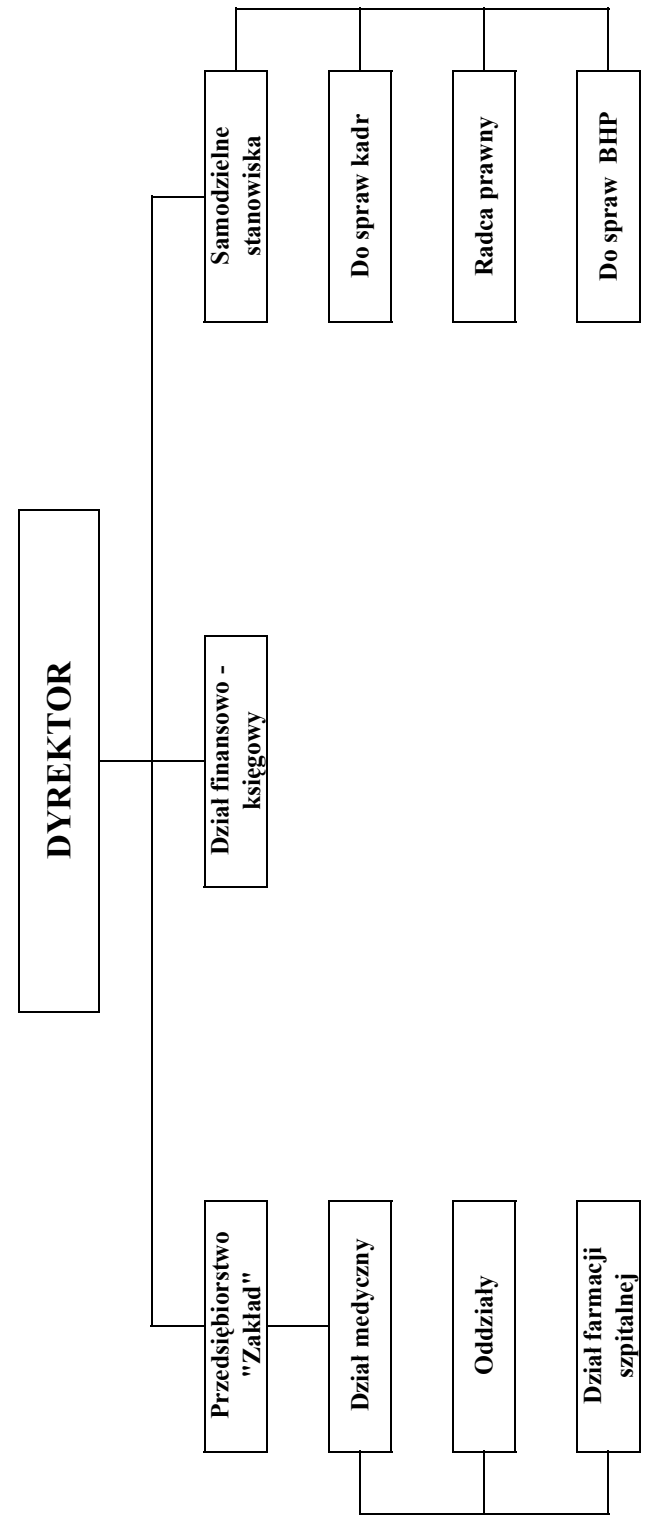 DYREKTOR
Przedsiębiorstwo
"Zakład"
Dział finansowo -
księgowy
Samodzielne
stanowiska
Dział medyczny
Do spraw kadr
Oddziały
Radca prawny
Dział farmacji
szpitalnej
Do spraw BHP